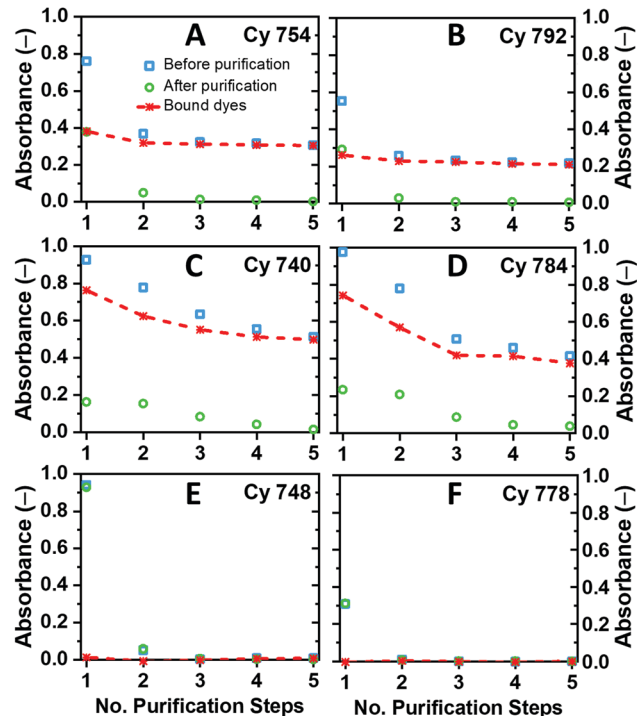 A
Cy 754
Before purification
After purification
Bound dyes
Absorbance (–)
1.0
0.8
0.6
0.4
0.2
0.0
1 2 3 4 5
B
Cy 792
Absorbance (–)
1.0
0.8
0.6
0.4
0.2
0.0
1 2 3 4 5
C
Cy 740
Absorbance (–)
1.0
0.8
0.6
0.4
0.2
0.0
1 2 3 4 5
D
Cy 784
Absorbance (–)
1.0
0.8
0.6
0.4
0.2
0.0
1 2 3 4 5
E
Cy 748
Absorbance (–)
1.0
0.8
0.6
0.4
0.2
0.0
1 2 3 4 5
No. Purification Steps
F
Cy 778
Absorbance (–)
1.0
0.8
0.6
0.4
0.2
0.0
1 2 3 4 5
No. Purification Steps